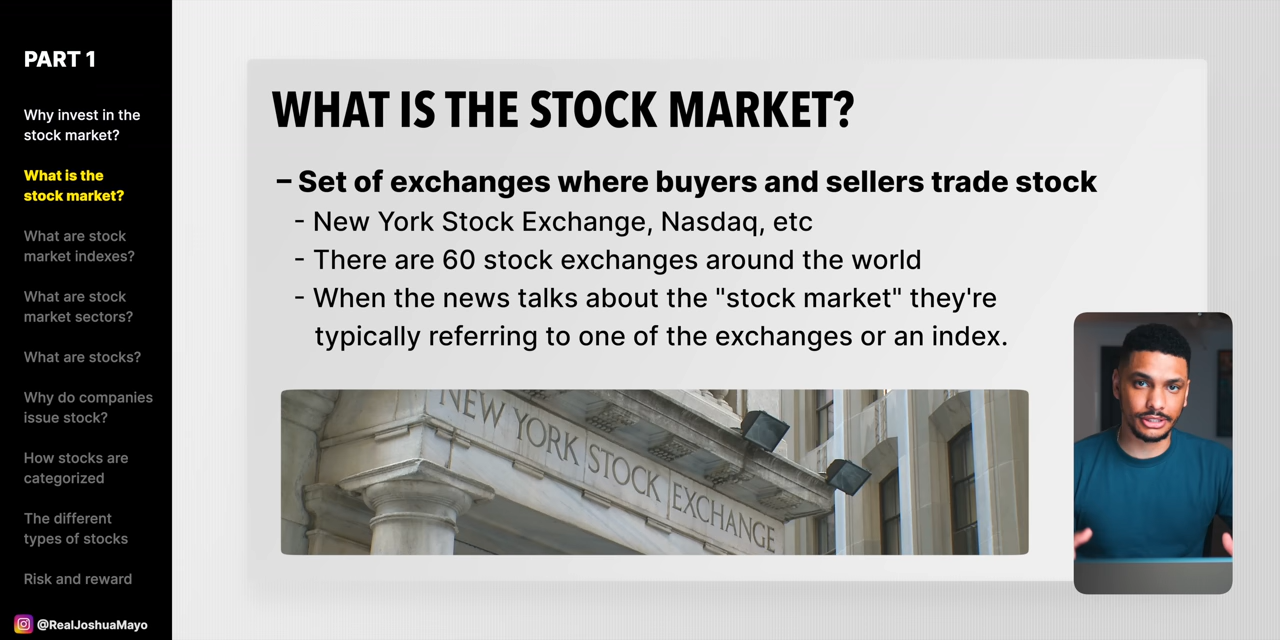 PART 1
Why invest in the
stock market?
What is the
stock market?
What are stock
market indexes?
What are stock
market sectors?
What are stocks?
Why do companies
issue stock?
How stocks are
categorized
The different
types of stocks
Risk and reward
@RealJoshuaMayo
WHAT IS THE STOCK MARKET?
– Set of exchanges where buyers and sellers trade stock
- New York Stock Exchange, Nasdaq, etc
- There are 60 stock exchanges around the world
- When the news talks about the "stock market" they're
typically referring to one of the exchanges or an index.
NEW YORK STOCK EXCHANGE